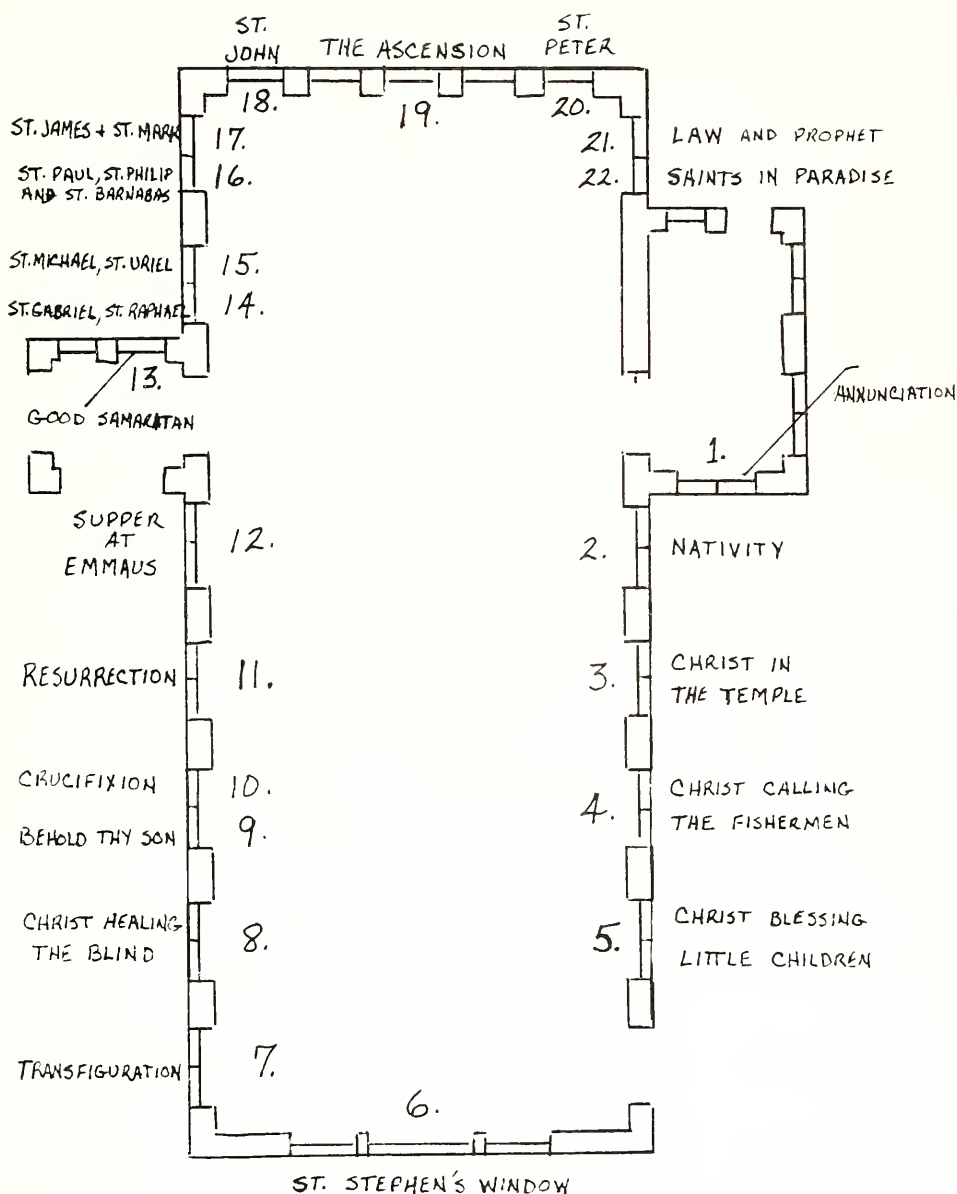 ST.
JOHN
THE ASCENSION
ST.
PETER
18.
19.
20.
ST. JAMES + ST. MARK
17.
21.
LAW AND PROPHET
ST. PAUL, ST. PHILIP
AND ST. BARNABAS
16.
22.
SAINTS IN PARADISE
ST. MICHAEL, ST. URIEL
15.
ST. GABRIEL, ST. RAPHAEL
14.
13.
GOOD SAMARATAN
ANNUNCIATION
1.
SUPPER
AT
EMMAUS
12.
2.
NATIVITY
RESURRECTION
11.
3.
CHRIST IN
THE TEMPLE
CRUCIFIXION
10.
4.
CHRIST CALLING
THE FISHERMEN
BEHOLD THY SON
9.
CHRIST HEALING
THE BLIND
8.
5.
CHRIST BLESSING
LITTLE CHILDREN
TRANSFIGURATION
7.
6.
ST. STEPHEN'S WINDOW